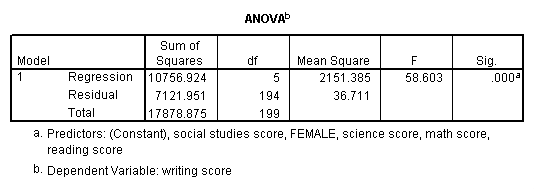 ANOVAb
Model Sum of Squares df Mean Square F Sig.
1 Regression 10756.924 5 2151.385 58.603 .000a
Residual 7121.951 194 36.711
Total 17878.875 199
a. Predictors: (Constant), social studies score, FEMALE, science score, math score,
reading score
b. Dependent Variable: writing score